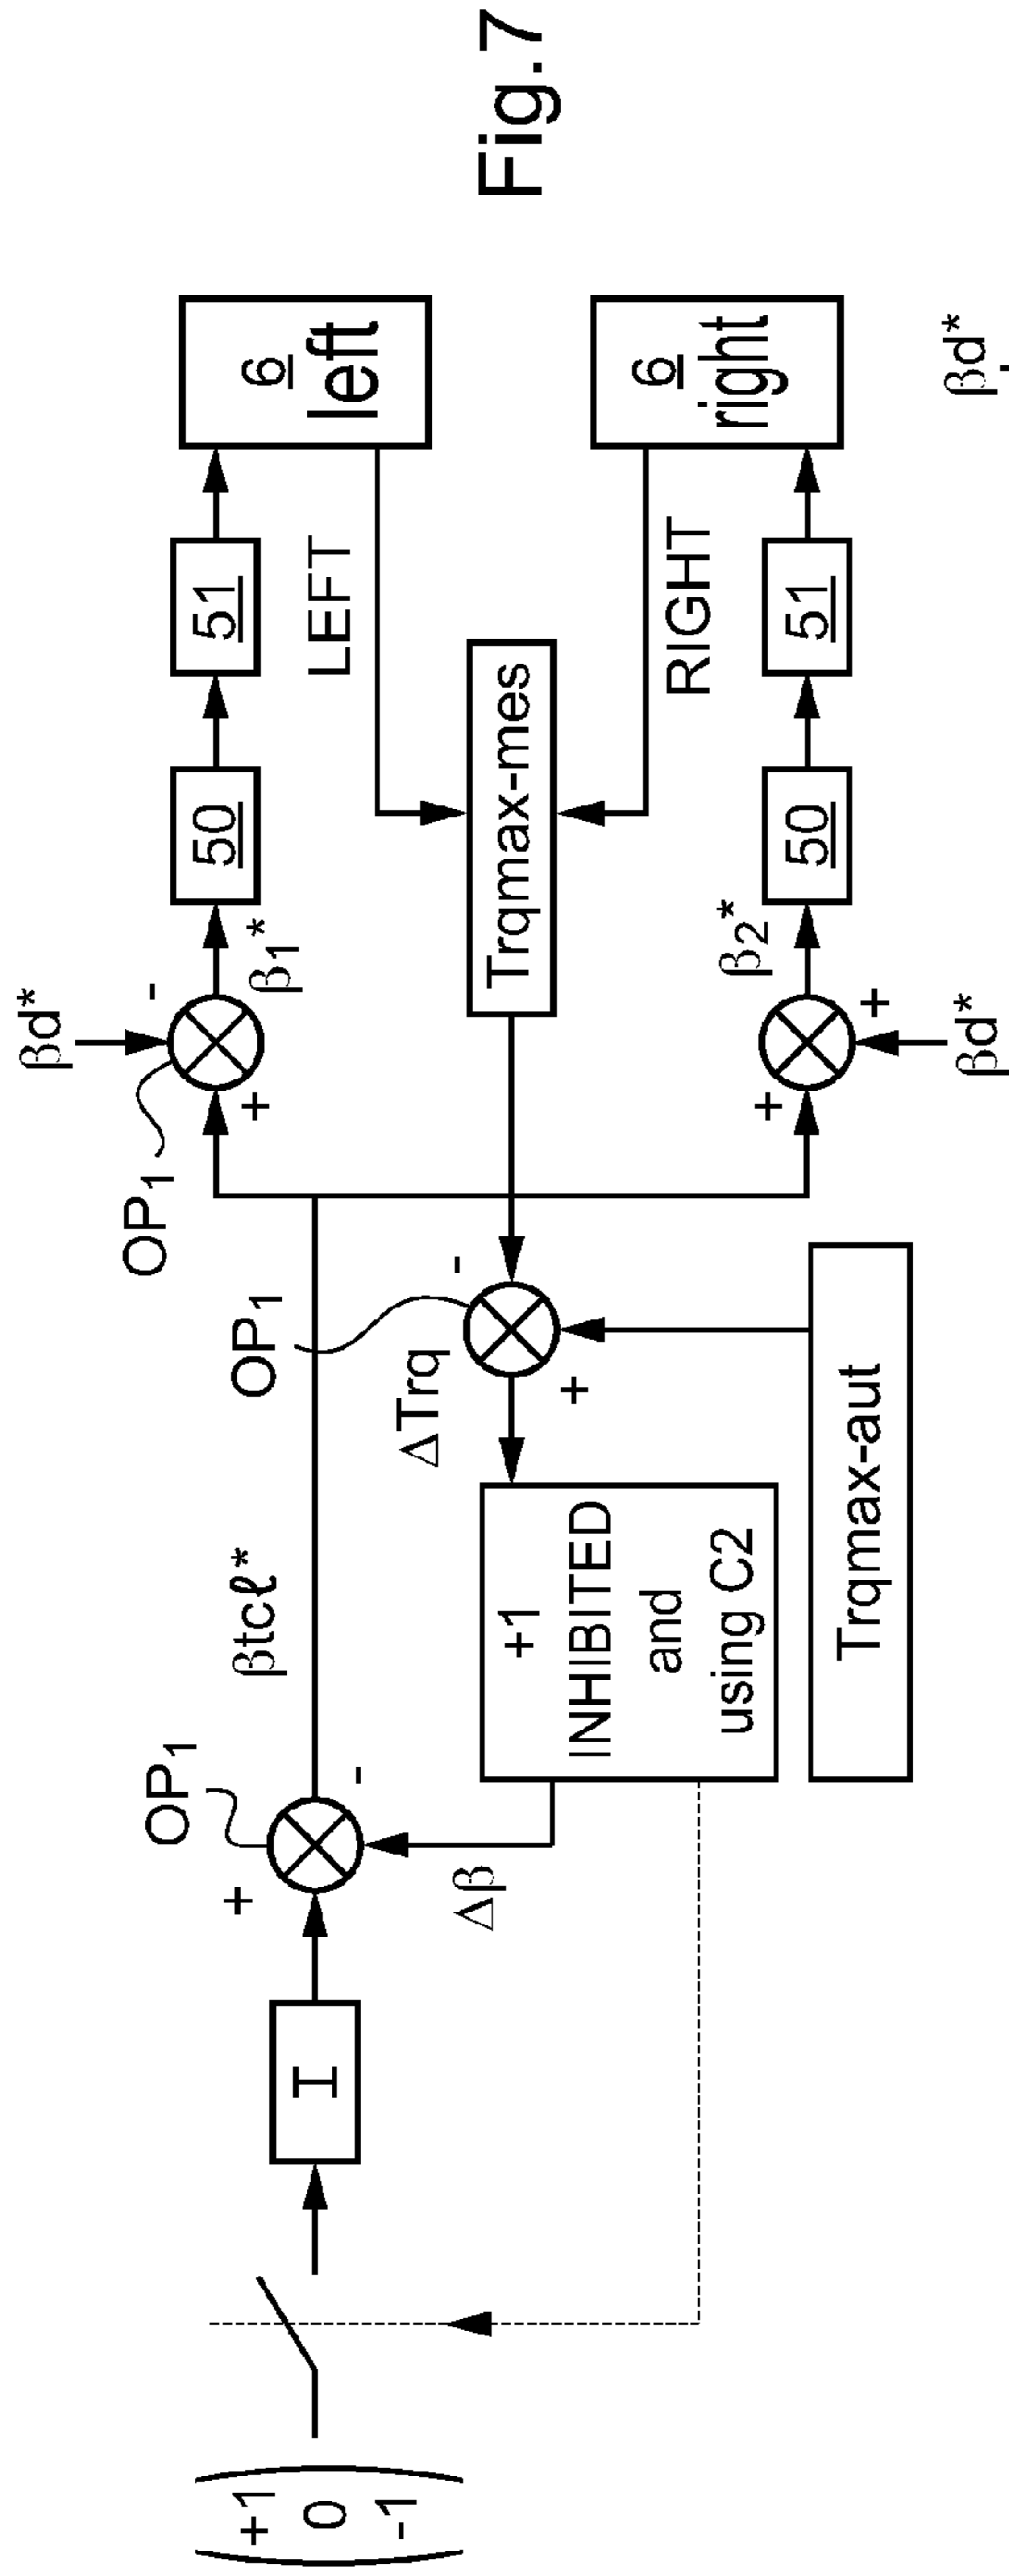 Fig.7
+1
0
-1
I
+
-
OP1
Δβ
βtcℓ*
+1
INHIBITED
and
using C2
ΔTrq
OP1
-
+
Trqmax-aut
Trqmax-mes
OP1
βd*
-
+
β1*
50
51
6
left
LEFT
RIGHT
+
+
βd*
β2*
50
51
6
right
βd*